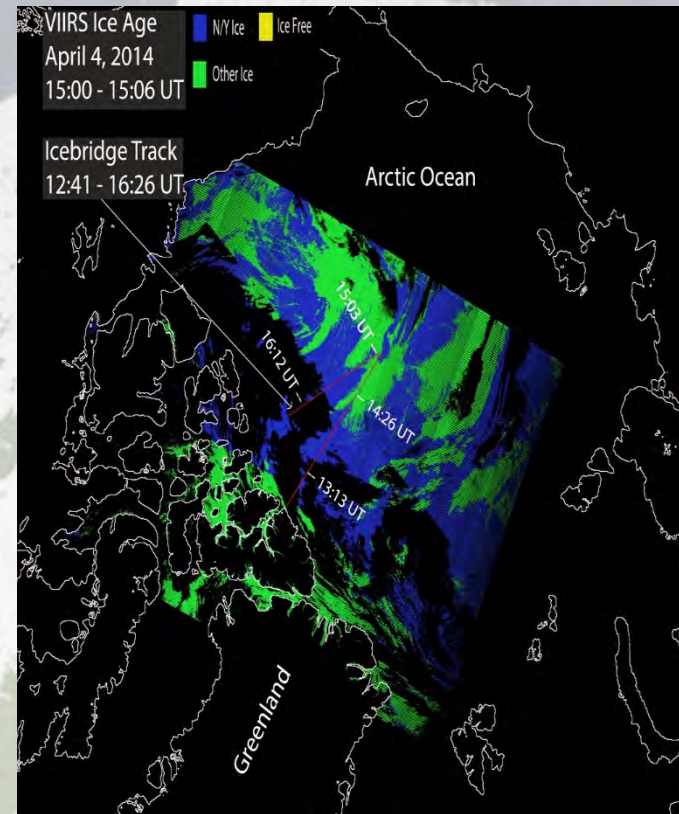 VIIRS Ice Age
April 4, 2014
15:00 - 15:06 UT
N/Y Ice
Ice Free
Other Ice
Icebridge Track
12:41 - 16:26 UT
Arctic Ocean
15:03 UT
16:12 UT
14:26 UT
13:13 UT
Greenland